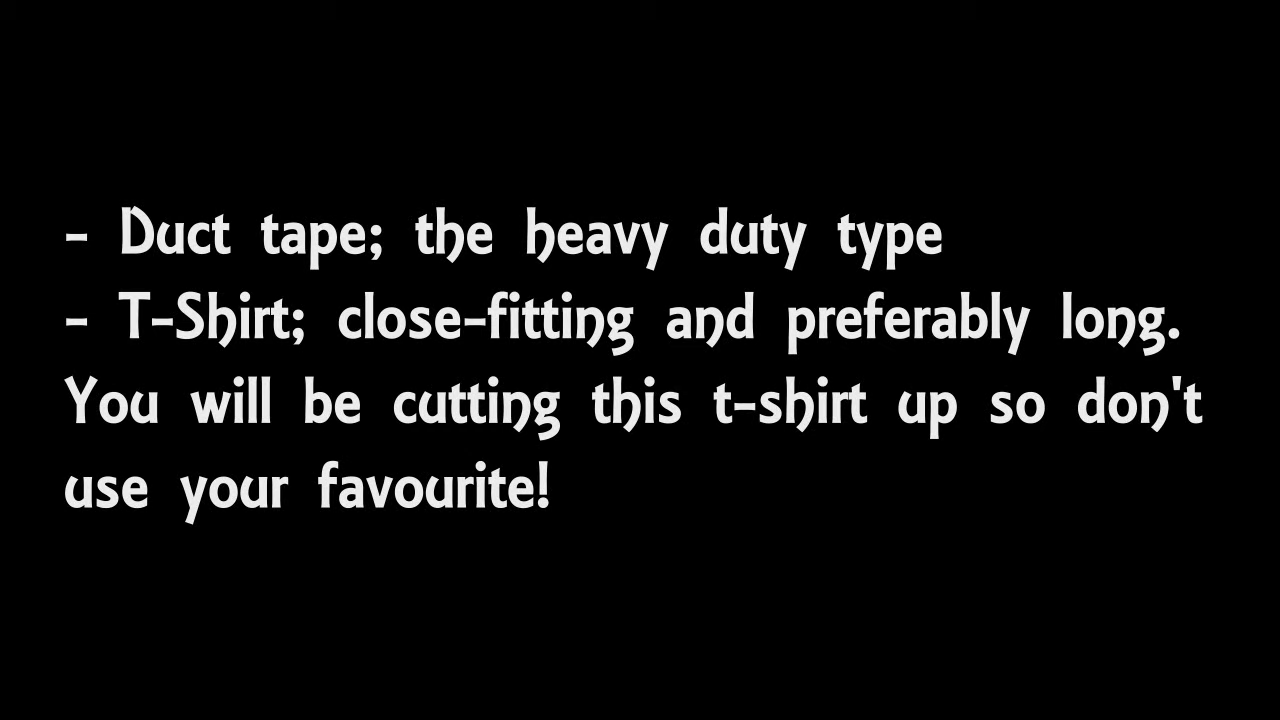 - Duct tape; the heavy duty type
- T-Shirt; close-fitting and preferably long.
You will be cutting this t-shirt up so don't
use your favourite!